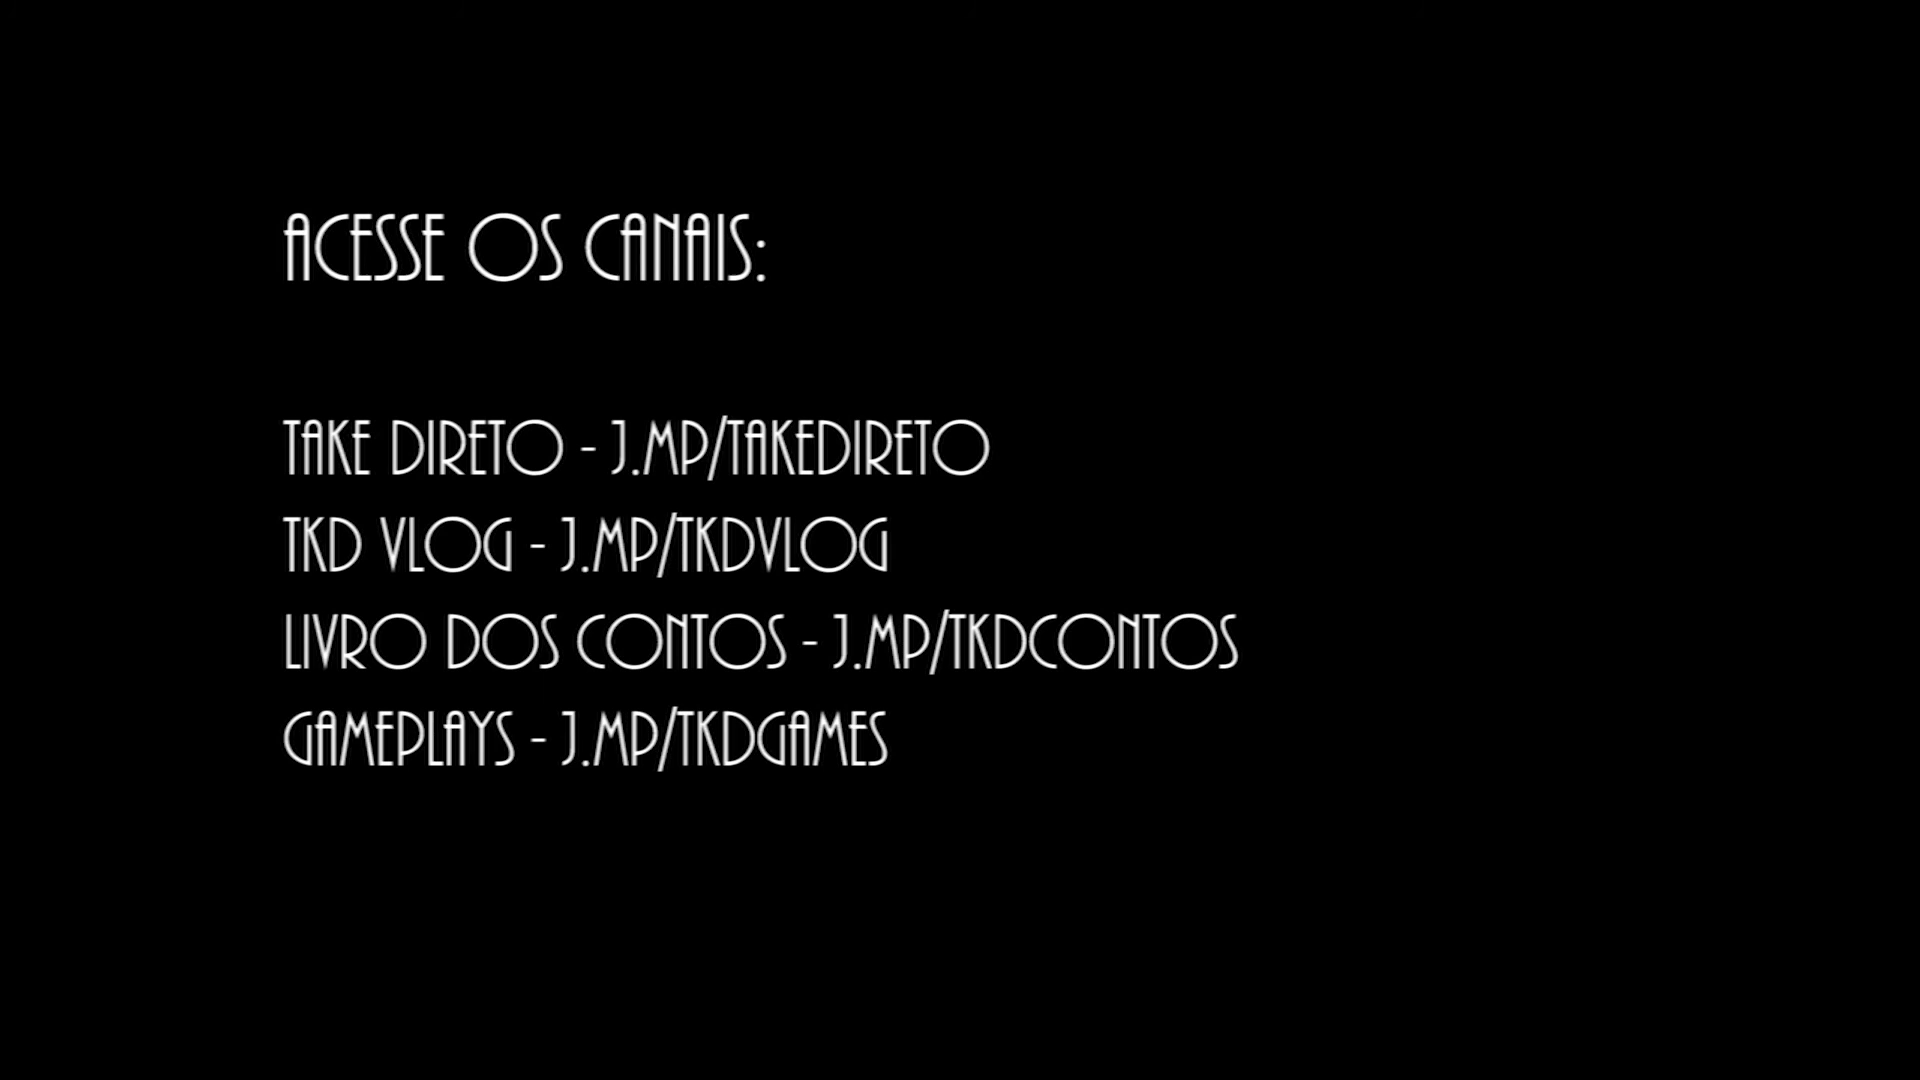 ACESSE OS CANAIS:
TAKE DIRETO - J.MP/TAKEDIRETO
TKD VLOG - J.MP/TKDVLOG
LIVRO DOS CONTOS - J.MP/TKDCONTOS
GAMEPLAYS - J.MP/TKDGAMES